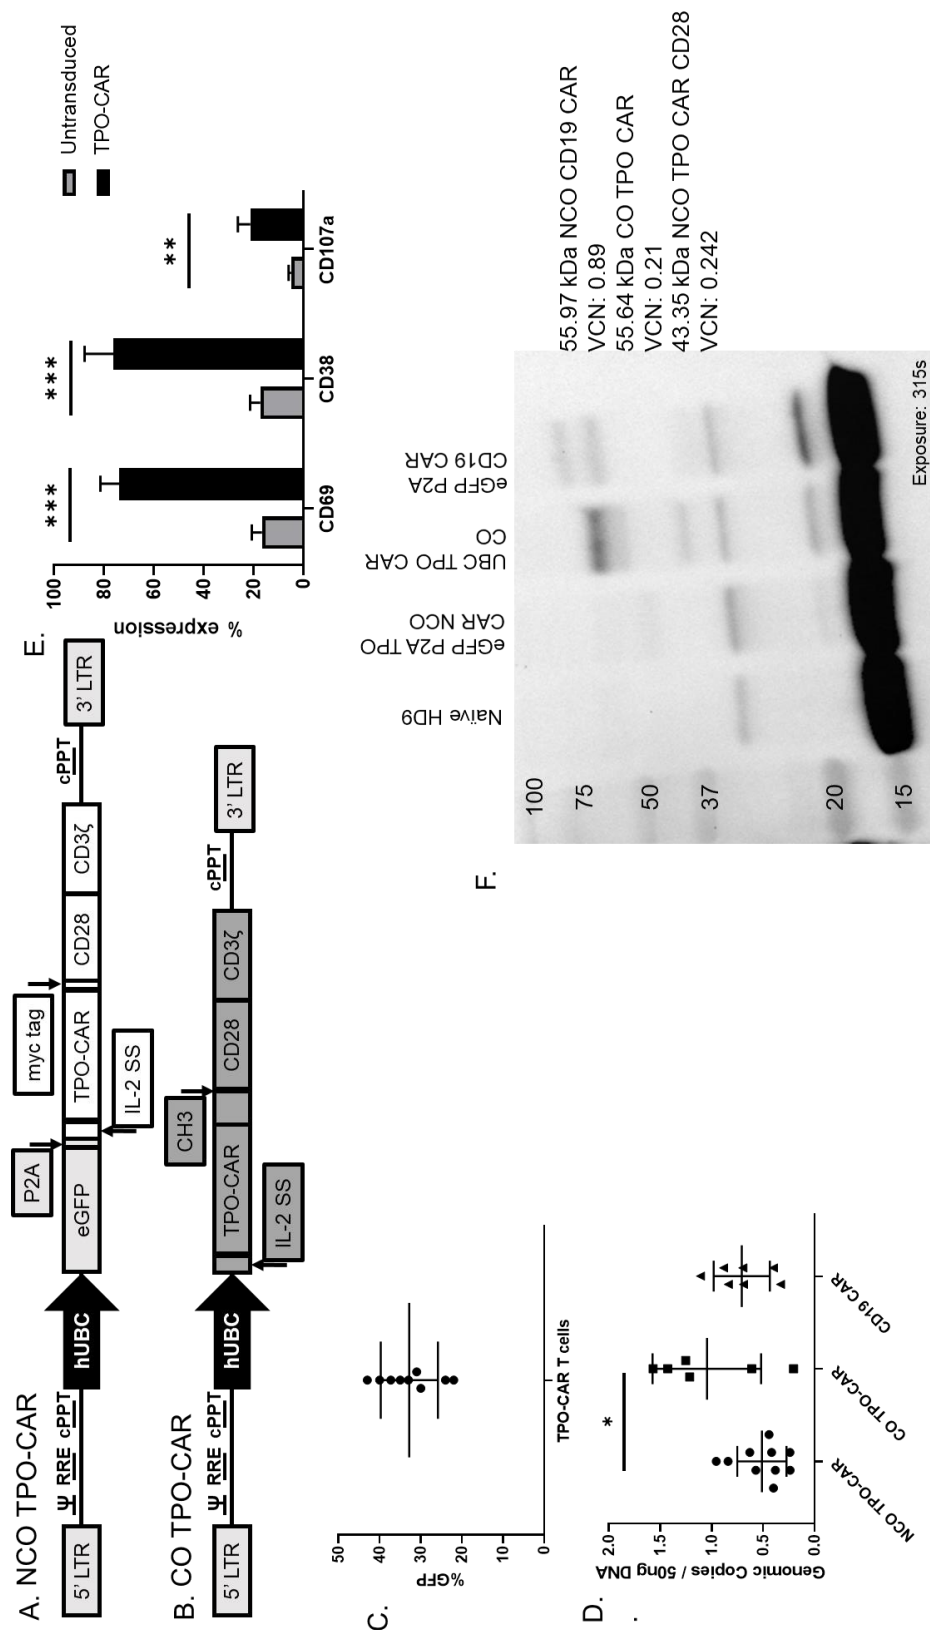 A. NCO TPO-CAR
5' LTR
Ψ RRE cPPT
hUBC
P2A
eGFP
TPO-CAR
IL-2 SS
myc tag
CD28
CD3ζ
cPPT
3' LTR
B. CO TPO-CAR
5' LTR
Ψ RRE cPPT
hUBC
TPO-CAR
IL-2 SS
CH3
CD28
CD3ζ
cPPT
3' LTR
C.
%GFP
50
40
30
20
10
0
TPO-CAR T cells
D.
.
Genomic Copies / 50ng DNA
2.0
1.5
1.0
0.5
0.0
*
NCO TPO-CAR
CO TPO-CAR
CD19 CAR
E.
% expression
100
80
60
40
20
0
***
***
**
CD69
CD38
CD107a
Untransduced
TPO-CAR
F.
Naïve HD9
eGFP P2A TPO
CAR NCO
UBC TPO CAR
CO
eGFP P2A
CD19 CAR
100
75
50
37
20
15
55.97 kDa NCO CD19 CAR
VCN: 0.89
55.64 kDa CO TPO CAR
VCN: 0.21
43.35 kDa NCO TPO CAR CD28
VCN: 0.242
Exposure: 315s